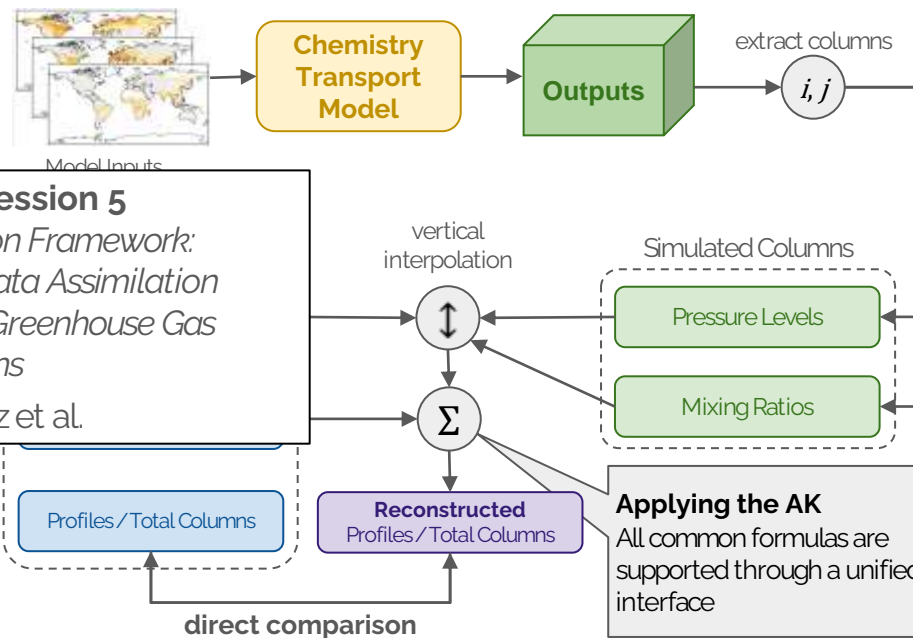 Chemistry
Transport
Model
Outputs
extract columns
i, j
Model Inputs
ession 5
on Framework:
ata Assimilation
Greenhouse Gas
ns
z et al.
vertical
interpolation
Simulated Columns
↕
Pressure Levels
Mixing Ratios
Σ
Profiles / Total Columns
Reconstructed
Profiles / Total Columns
Applying the AK
All common formulas are
supported through a unified
interface
direct comparison